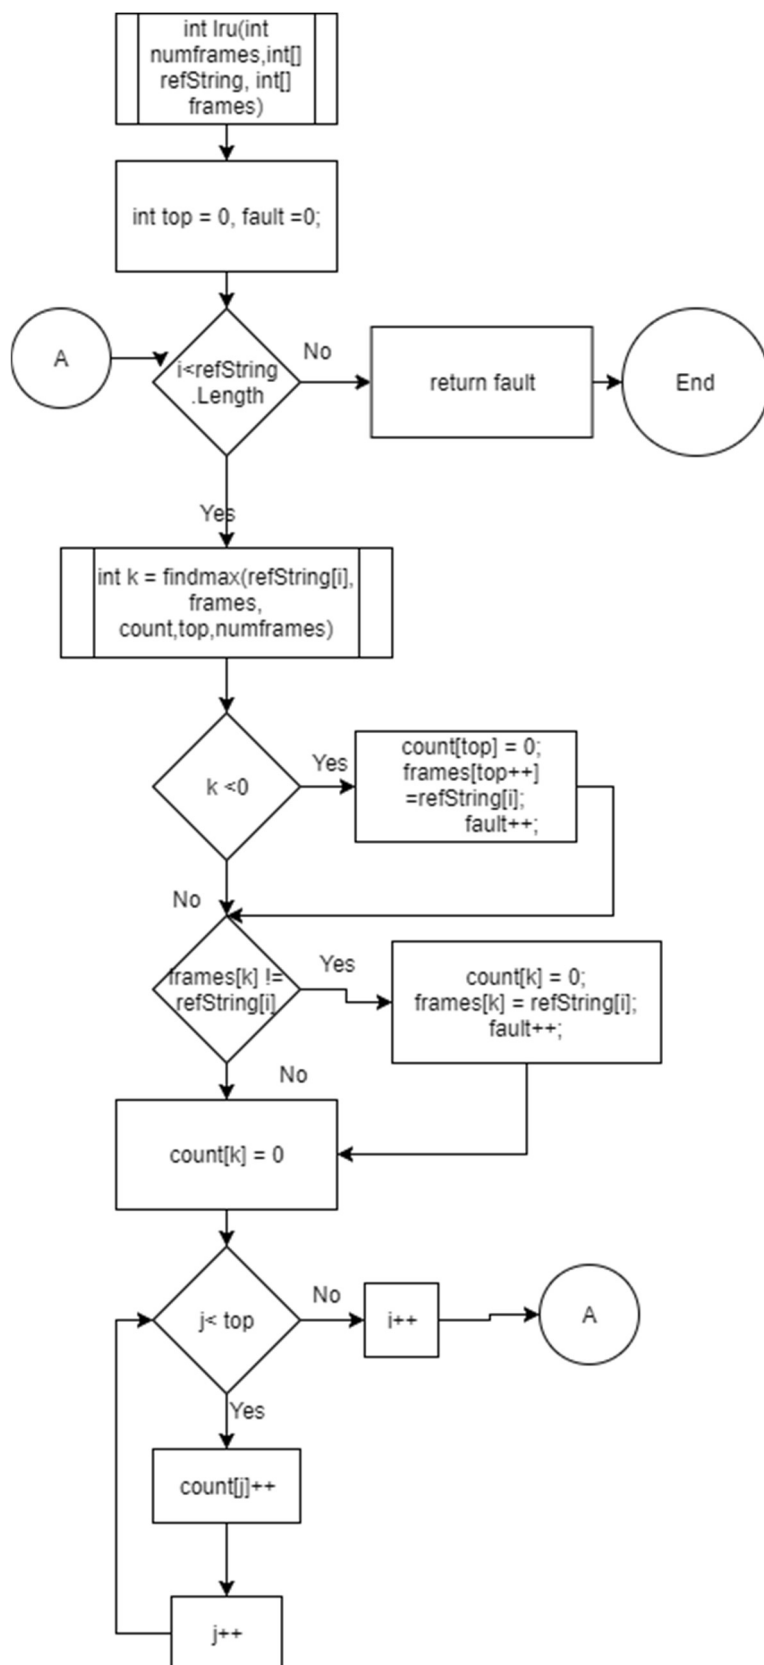 int lru(int
numframes,int[]
refString, int[]
frames)
int top = 0, fault =0;
A
i<refString
.Length
No
return fault
End
Yes
int k = findmax(refString[i],
frames,
count,top,numframes)
k <0
Yes
count[top] = 0;
frames[top++]
=refString[i];
fault++;
No
frames[k] !=
refString[i]
Yes
count[k] = 0;
frames[k] = refString[i];
fault++;
No
count[k] = 0
j< top
No
i++
A
Yes
count[j]++
j++